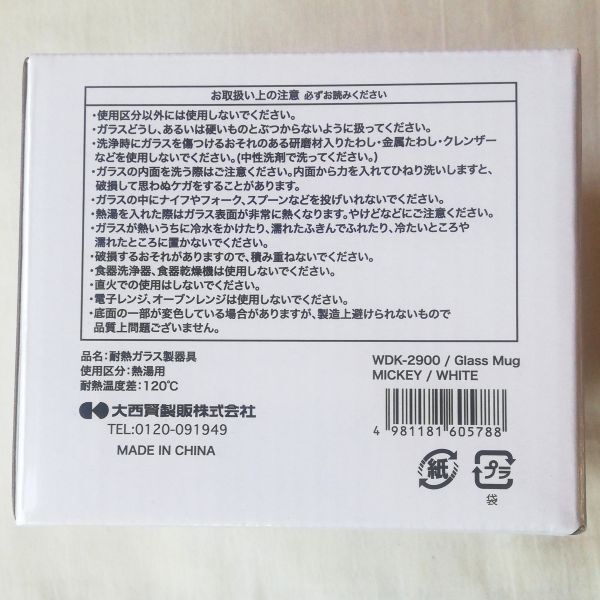 お取扱い上の注意 必ずお読みください
・使用区分以外には使用しないでください。
・ガラスどうし、あるいは硬いものとぶつからないように扱ってください。
・洗浄時にガラスを傷つけるおそれのある研磨材入りたわし・金属たわし・クレンザー
などを使用しないでください。(中性洗剤で洗ってください。)
・ガラスの内面を洗う際はご注意ください。内面から力を入れてひねり洗いしますと、
破損して思わぬケガをすることがあります。
・ガラスの中にナイフやフォーク、スプーンなどを投げいれないでください。
・熱湯を入れた際はガラス表面が非常に熱くなります。やけどなどにご注意ください。
・ガラスが熱いうちに冷水をかけたり、濡れたふきんでふれたり、冷たいところや
濡れたところに置かないでください。
・破損するおそれがありますので、積み重ねないでください。
・食器洗浄器、食器乾燥機は使用しないでください。
・直火での使用はしないでください。
・電子レンジ、オーブンレンジは使用しないでください。
・底面の一部が変色している場合がありますが、製造上避けられないもので
品質上問題ございません。
品名:耐熱ガラス製器具
使用区分:熱湯用
耐熱温度差:120℃
大西賢製販株式会社
TEL:0120-091949
MADE IN CHINA
WDK-2900 / Glass Mug
MICKEY / WHITE
4 981181 605788
紙
プラ
袋